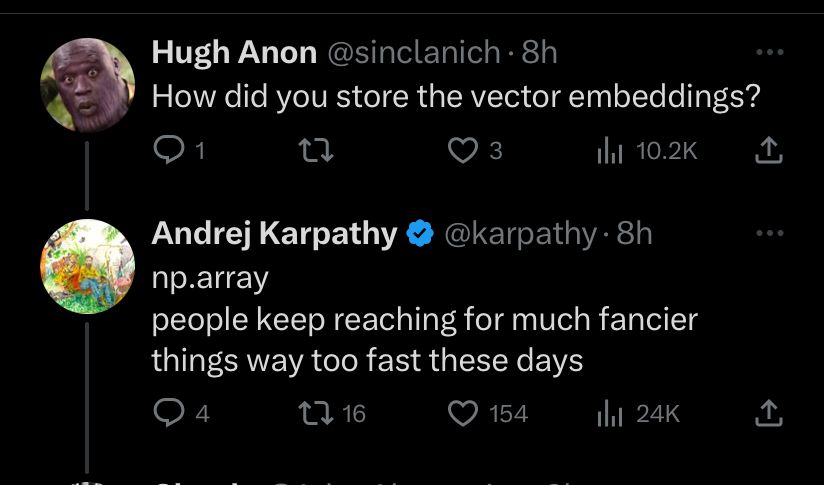 Hugh Anon @sinclanich · 8h
How did you store the vector embeddings?
1 3 10.2K
Andrej Karpathy @karpathy · 8h
np.array
people keep reaching for much fancier
things way too fast these days
4 16 154 24K